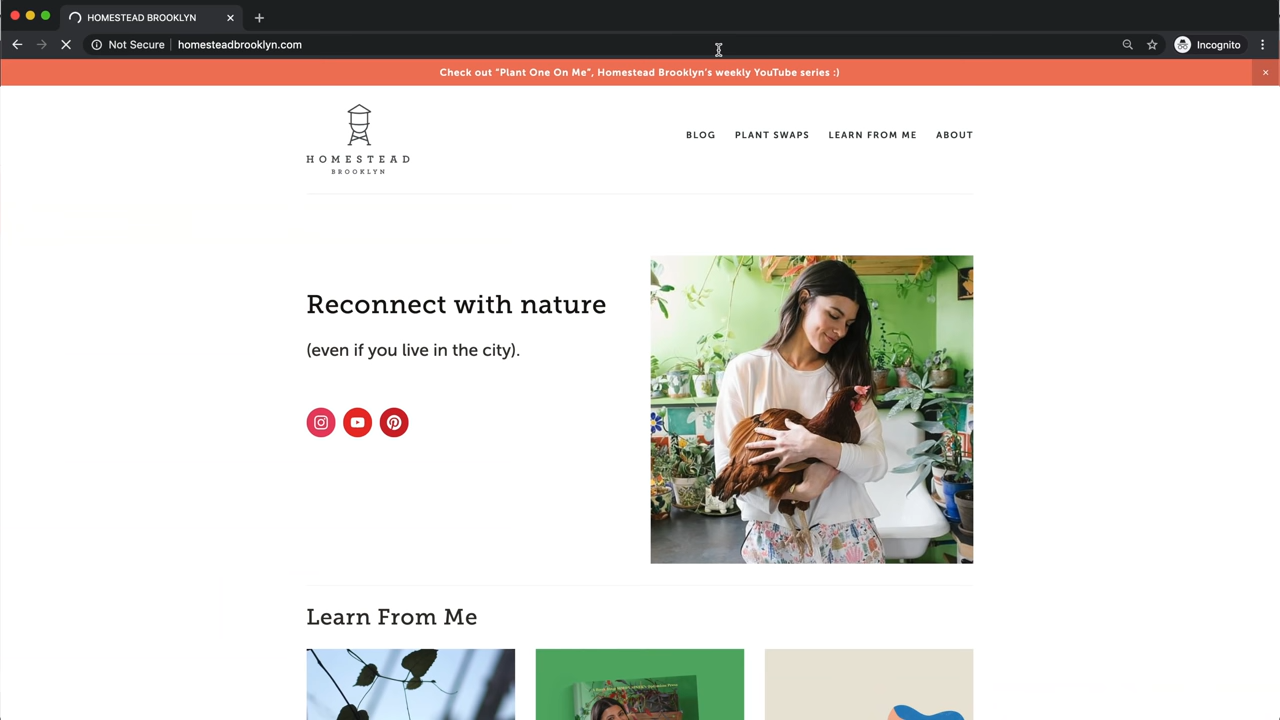 HOMESTEAD BROOKLYN
Not Secure
homesteadbrooklyn.com
Incognito
Check out “Plant One On Me”, Homestead Brooklyn’s weekly YouTube series :)
HOMESTEAD
BROOKLYN
BLOG
PLANT SWAPS
LEARN FROM ME
ABOUT
Reconnect with nature
(even if you live in the city).
Learn From Me